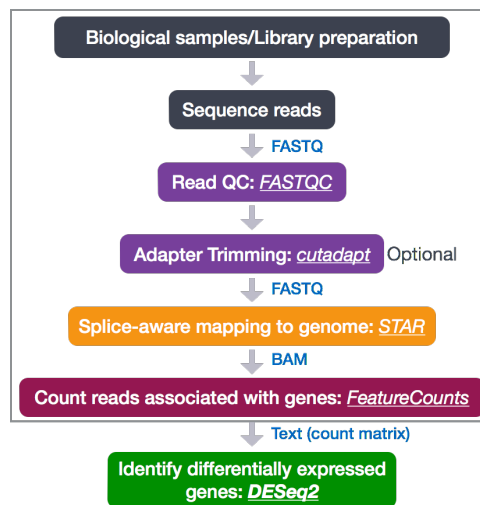 Biological samples/Library preparation
Sequence reads
FASTQ
Read QC: FASTQC
Adapter Trimming: cutadapt Optional
FASTQ
Splice-aware mapping to genome: STAR
BAM
Count reads associated with genes: FeatureCounts
Text (count matrix)
Identify differentially expressed
genes: DESeq2